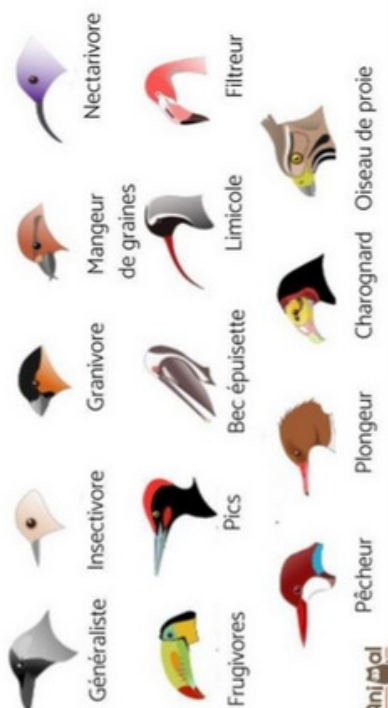 Généraliste
Insectivore
Granivore
Mangeur
de graines
Nectarivore
Frugivores
Pics
Bec épuisette
Limicole
Filtreur
Pêcheur
Plongeur
Charognard
Oiseau de proie
Animal